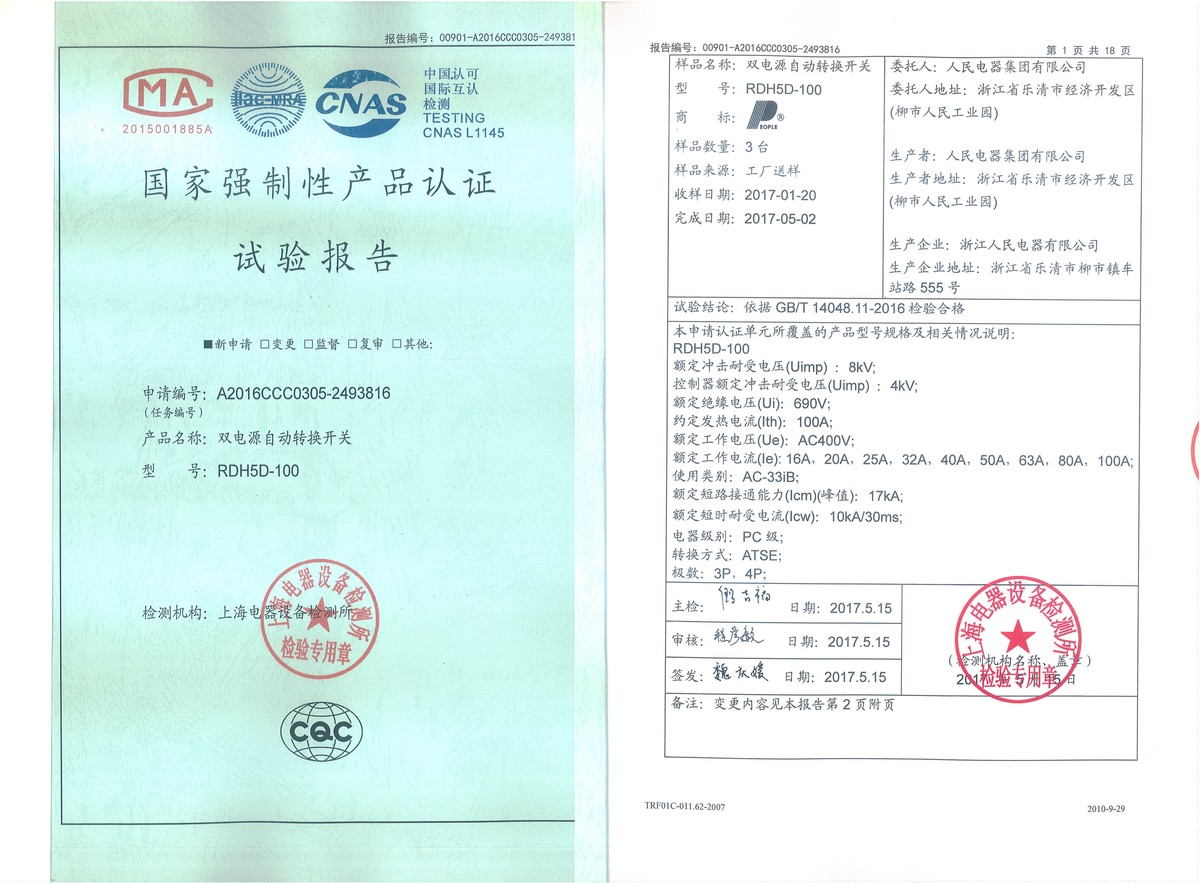 报告编号：00901-A2016CCC0305-249381
MA
2015001885A
ilac-MRA
CNAS
中国认可
国际互认
检测
TESTING
CNAS L1145
国家强制性产品认证
试验报告
■新申请 □变更 □监督 □复审 □其他:
申请编号：A2016CCC0305-2493816
（任务编号）
产品名称：双电源自动转换开关
型 号：RDH5D-100
检测机构：上海电器设备检测所
上海电器设备检测所
检验专用章
CQC
报告编号：00901-A2016CCC0305-2493816
第 1 页 共 18 页
样品名称：双电源自动转换开关
型 号：RDH5D-100
商 标：
PEOPLE ®
样品数量：3 台
样品来源：工厂送样
收样日期：2017-01-20
完成日期：2017-05-02
委托人：人民电器集团有限公司
委托人地址：浙江省乐清市经济开发区
(柳市人民工业园)
生产者：人民电器集团有限公司
生产者地址：浙江省乐清市经济开发区
(柳市人民工业园)
生产企业：浙江人民电器有限公司
生产企业地址：浙江省乐清市柳市镇车
站路 555 号
试验结论：依据 GB/T 14048.11-2016 检验合格
本申请认证单元所覆盖的产品型号规格及相关情况说明:
RDH5D-100
额定冲击耐受电压(Uimp) ：8kV;
控制器额定冲击耐受电压(Uimp) ：4kV;
额定绝缘电压(Ui)：690V;
约定发热电流(Ith)：100A;
额定工作电压(Ue)：AC400V;
额定工作电流(Ie): 16A，20A，25A，32A，40A，50A，63A，80A，100A;
使用类别：AC-33iB;
额定短路接通能力(Icm)(峰值)：17kA;
额定短时耐受电流(Icw)：10kA/30ms;
电器级别：PC 级;
转换方式：ATSE;
极数：3P，4P;
主检： 日期：2017.5.15
审核： 日期：2017.5.15
签发： 日期：2017.5.15
上海电器设备检测所
（检测机构名称、盖章）
检验专用章
备注：变更内容见本报告第 2 页附页
TRF01C-011.62-2007
2010-9-29